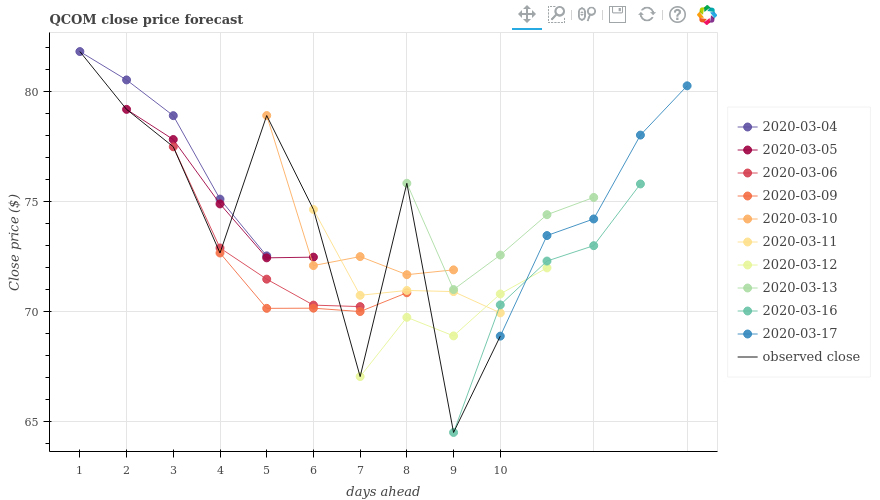 QCOM close price forecast
80
75
70
65
Close price ($)
1 2 3 4 5 6 7 8 9 10
days ahead
2020-03-04
2020-03-05
2020-03-06
2020-03-09
2020-03-10
2020-03-11
2020-03-12
2020-03-13
2020-03-16
2020-03-17
observed close